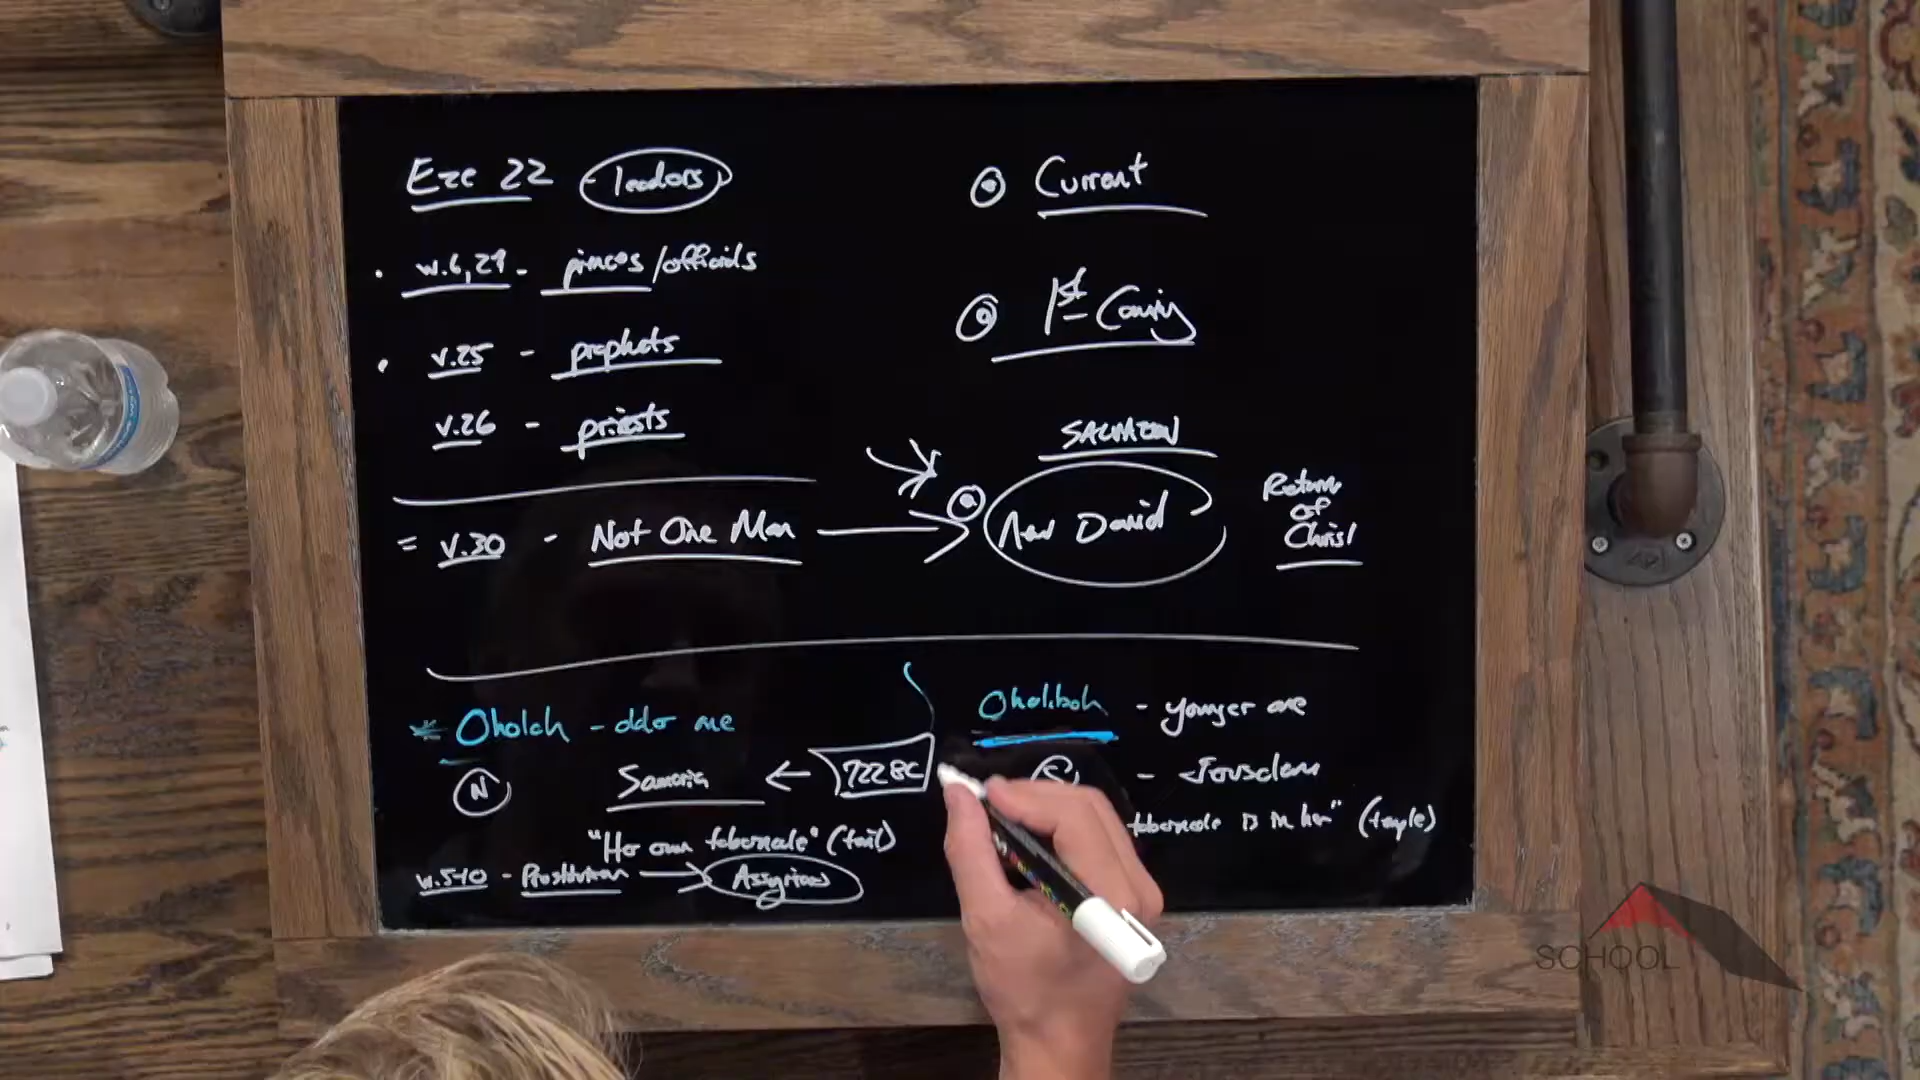 Eze 22 - leaders
• vv.6,27 - princes/officials
• v.25 - prophets
v.26 - priests
= v.30 - Not One Man
Current
1st Coming
SALVATION
New David
Return
of
Christ
* Oholah - older one
N
Samaria ← 722 BC
"Her own tabernacle" (tent)
vv.5-10 - Prostitution → Assyrians
Oholibah - younger one
S - Jerusalem
tabernacle is in her" (temple)
SCHOOL